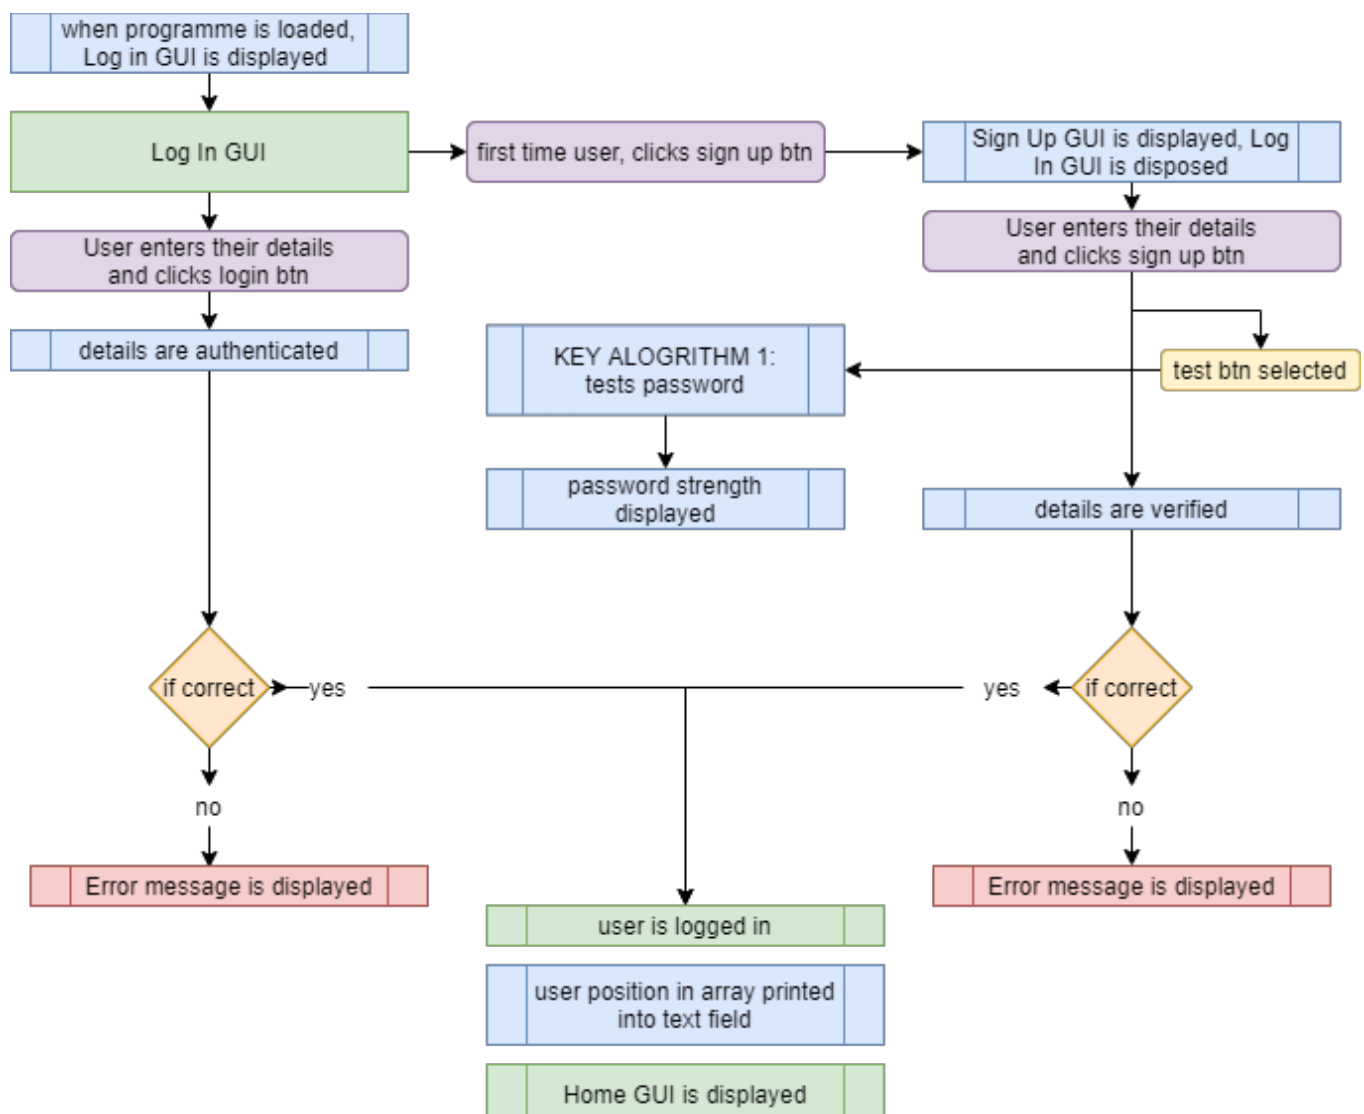 when programme is loaded,
Log in GUI is displayed
Log In GUI
first time user, clicks sign up btn
Sign Up GUI is displayed, Log
In GUI is disposed
User enters their details
and clicks login btn
User enters their details
and clicks sign up btn
details are authenticated
KEY ALOGRITHM 1:
tests password
test btn selected
password strength
displayed
details are verified
if correct
yes
yes
if correct
no
no
Error message is displayed
Error message is displayed
user is logged in
user position in array printed
into text field
Home GUI is displayed